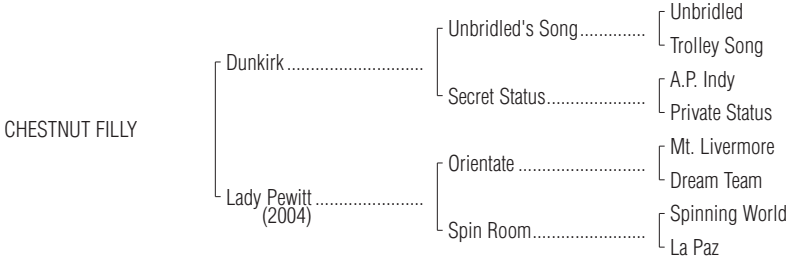 Unbridled
Unbridled's Song..............
Trolley Song
Dunkirk.............................
A.P. Indy
Secret Status.....................
Private Status
CHESTNUT FILLY
Mt. Livermore
Orientate ...........................
Dream Team
Lady Pewitt.......................
(2004)
Spinning World
Spin Room........................
La Paz